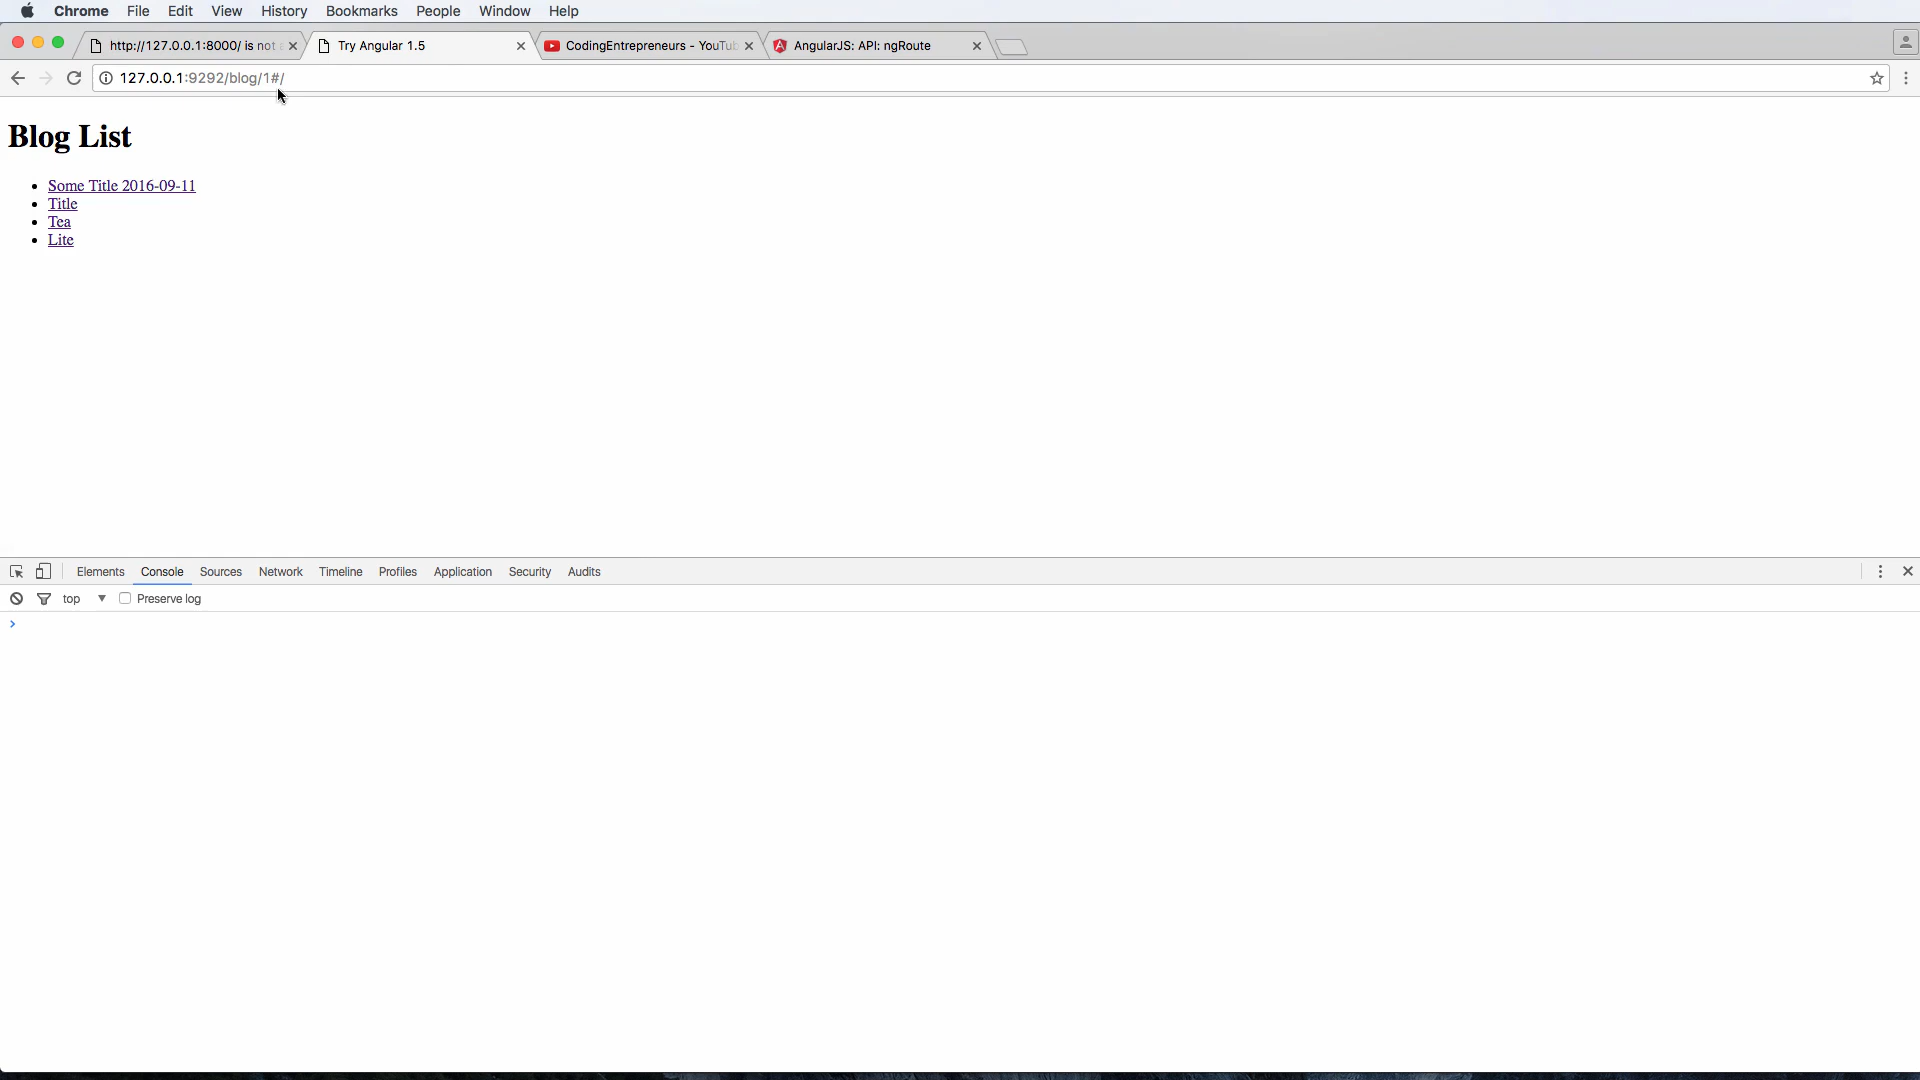 Chrome File Edit View History Bookmarks People Window Help
http://127.0.0.1:8000/ is not Try Angular 1.5 CodingEntrepreneurs - YouTub AngularJS: API: ngRoute
127.0.0.1:9292/blog/1#/
Blog List
Some Title 2016-09-11
Title
Tea
Lite
Elements Console Sources Network Timeline Profiles Application Security Audits
top Preserve log